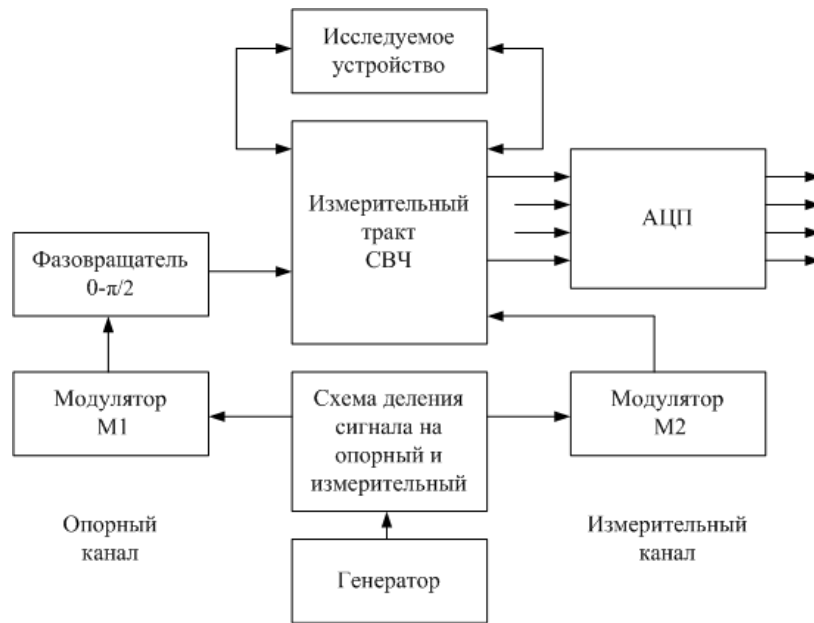 Исследуемое
устройство
Измерительный
тракт
СВЧ
АЦП
Фазовращатель
0-π/2
Модулятор
М1
Схема деления
сигнала на
опорный и
измерительный
Модулятор
М2
Опорный
канал
Измерительный
канал
Генератор